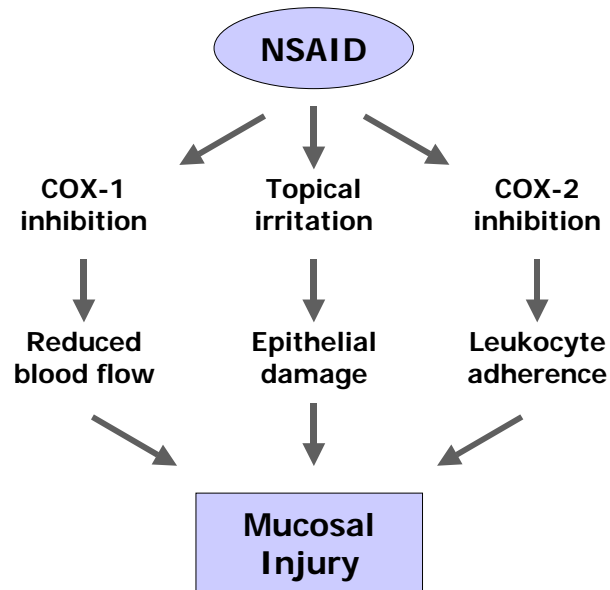 NSAID
COX-1
inhibition
Topical
irritation
COX-2
inhibition
Reduced
blood flow
Epithelial
damage
Leukocyte
adherence
Mucosal
Injury